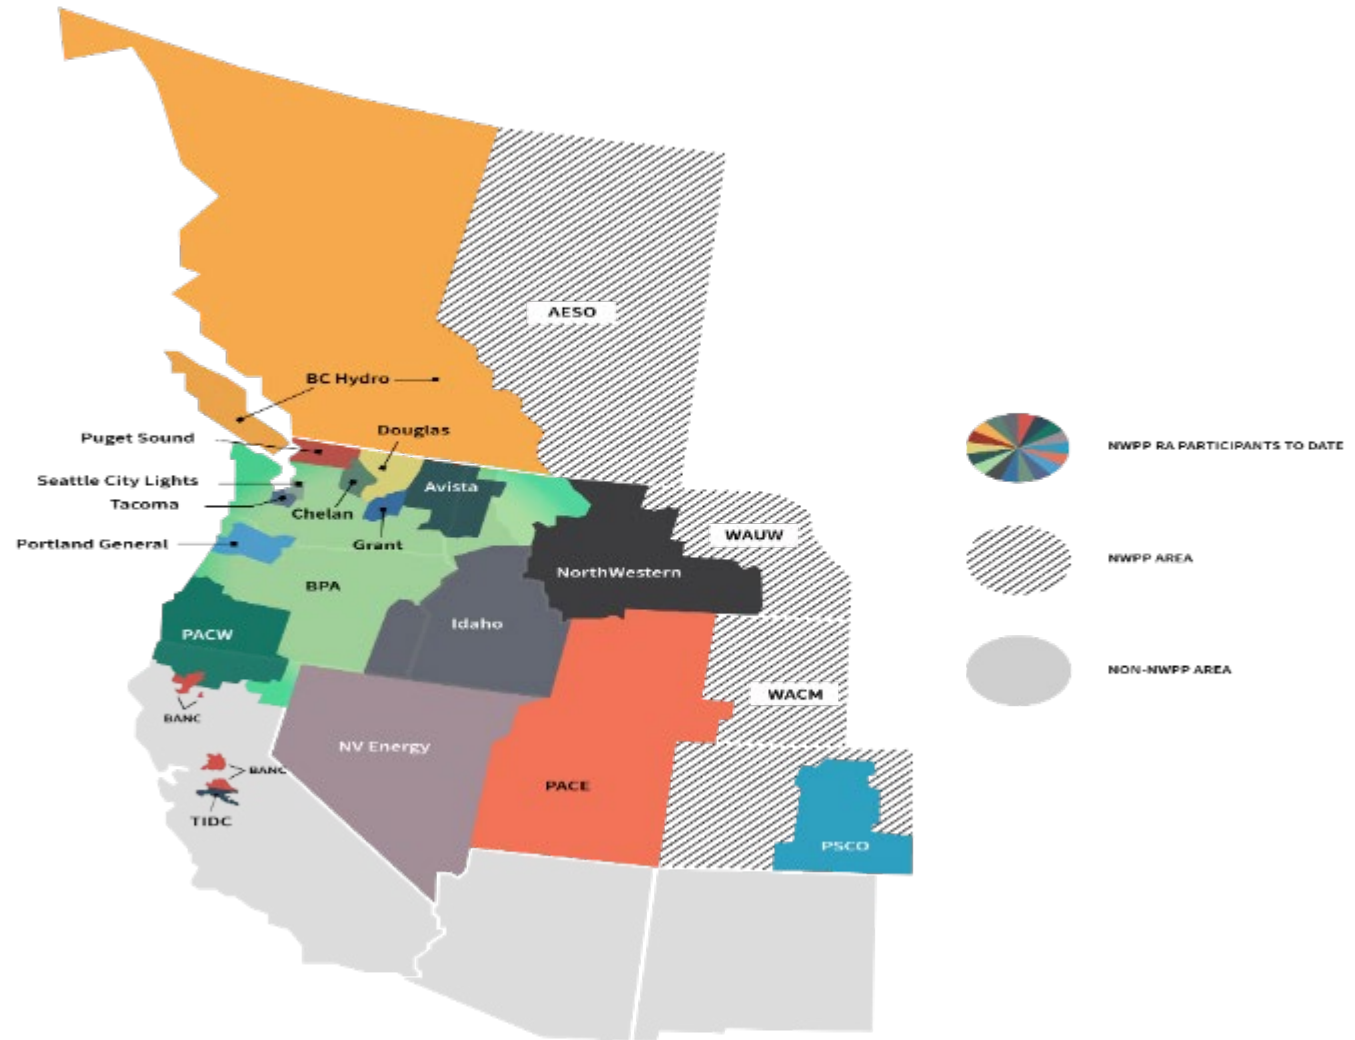 AESO
BC Hydro
Puget Sound
Douglas
Seattle City Lights
Avista
Tacoma
Chelan
Portland General
Grant
WAUW
NorthWestern
BPA
Idaho
PACW
WACM
BANC
NV Energy
BANC
PACE
TIDC
PSCO
NWPP RA PARTICIPANTS TO DATE
NWPP AREA
NON-NWPP AREA